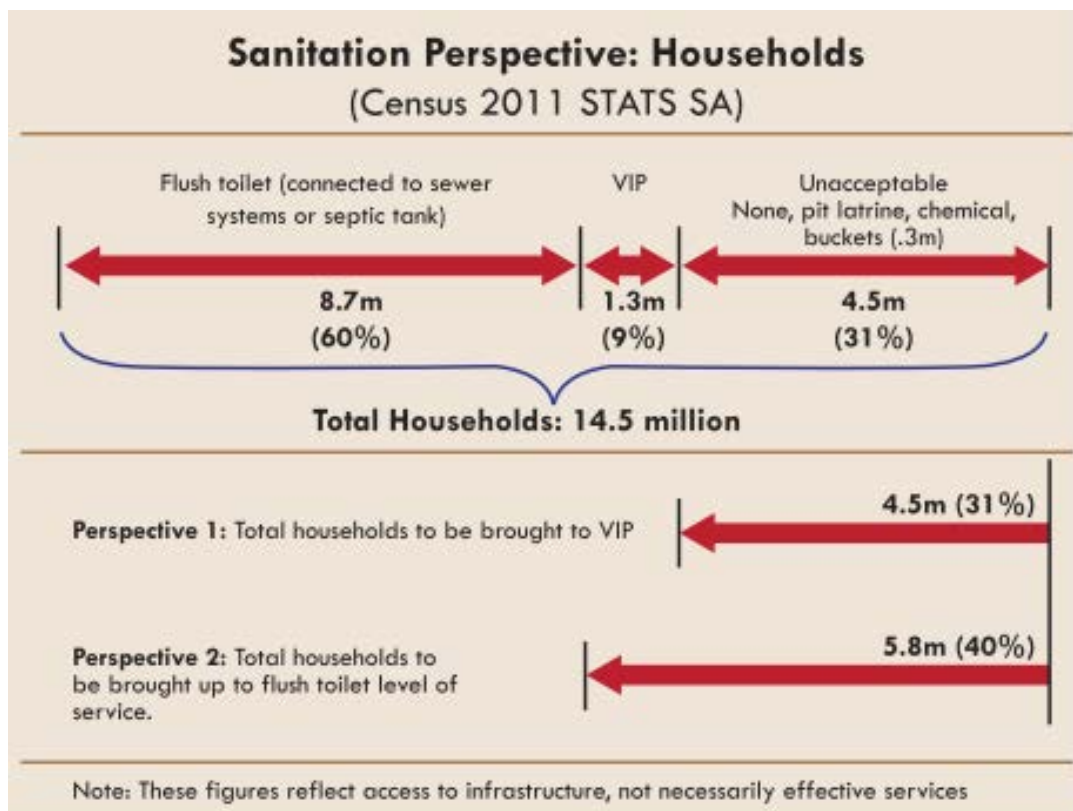 Sanitation Perspective: Households
(Census 2011 STATS SA)
Flush toilet (connected to sewer
systems or septic tank)
VIP
Unacceptable
None, pit latrine, chemical,
buckets (.3m)
8.7m
(60%)
1.3m
(9%)
4.5m
(31%)
Total Households: 14.5 million
4.5m (31%)
Perspective 1: Total households to be brought to VIP
5.8m (40%)
Perspective 2: Total households to
be brought up to flush toilet level of
service.
Note: These figures reflect access to infrastructure, not necessarily effective services